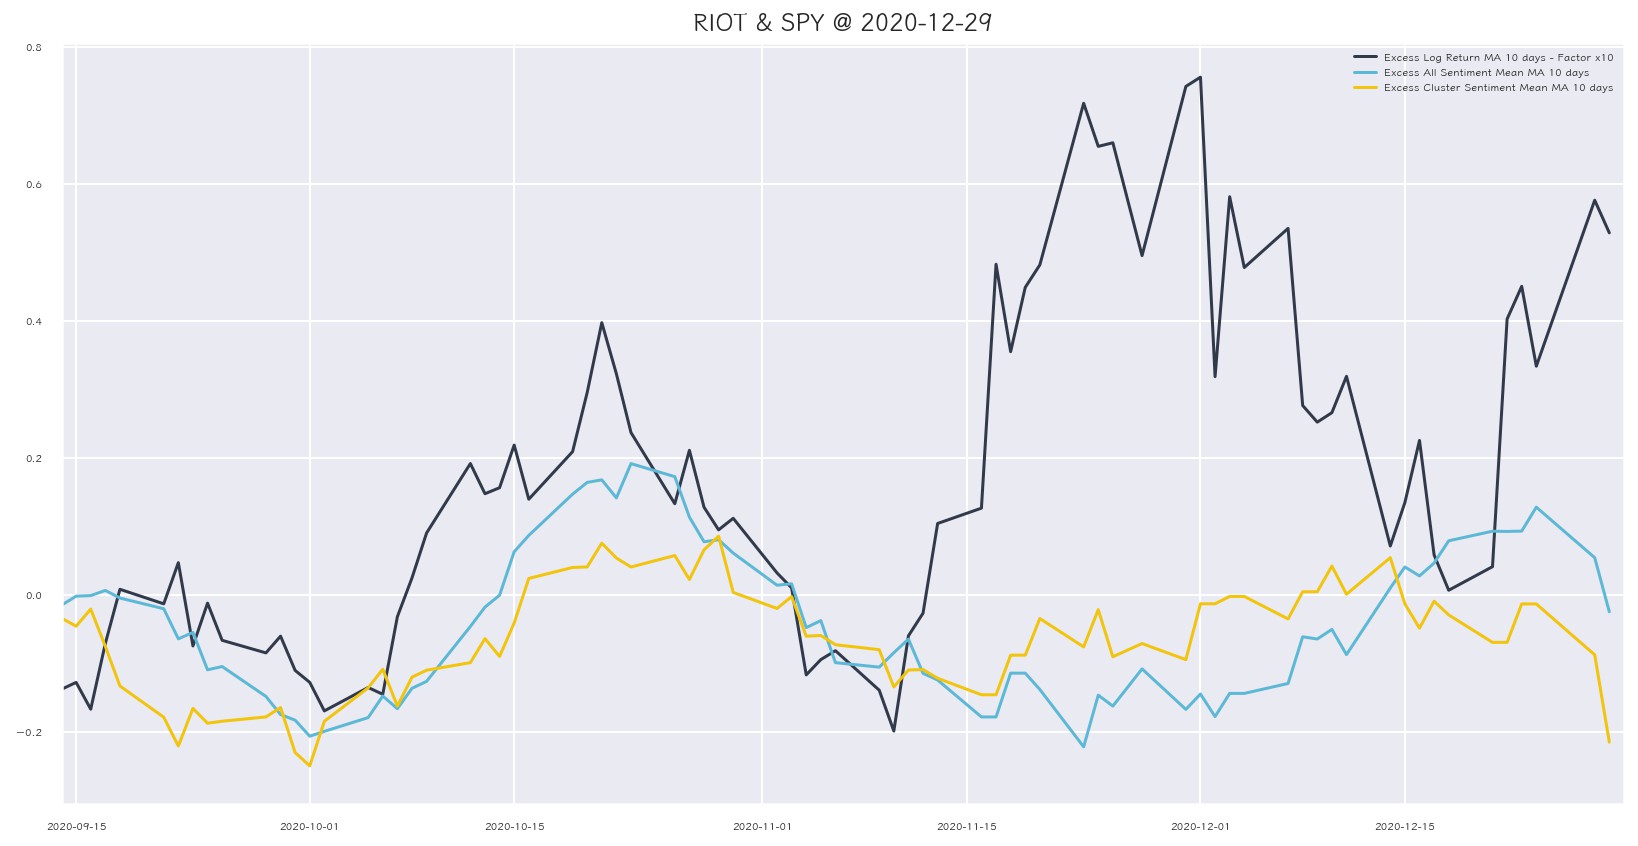 RIOT & SPY @ 2020-12-29
0.8
0.6
0.4
0.2
0.0
−0.2
Excess Log Return MA 10 days - Factor x10
Excess All Sentiment Mean MA 10 days
Excess Cluster Sentiment Mean MA 10 days
2020-09-15 2020-10-01 2020-10-15 2020-11-01 2020-11-15 2020-12-01 2020-12-15